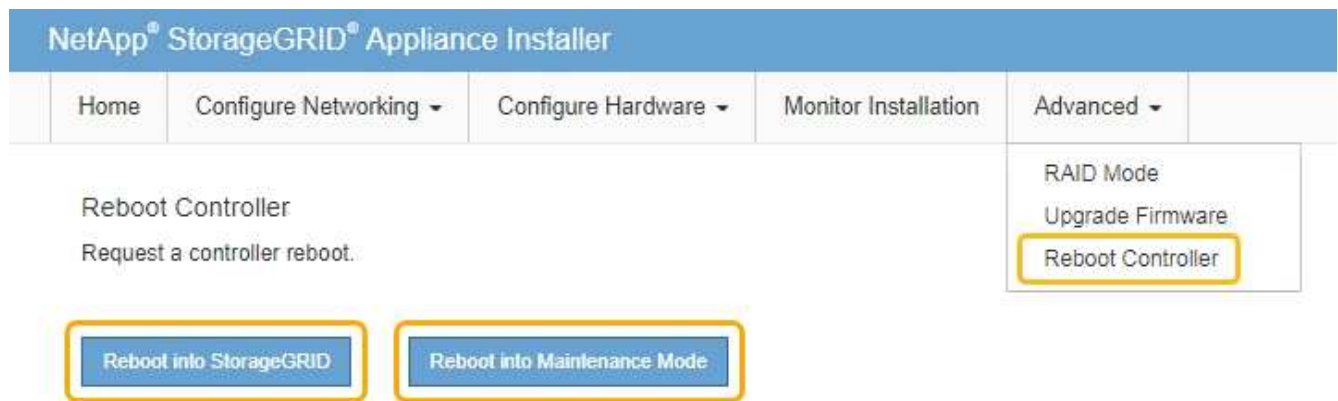 NetApp® StorageGRID® Appliance Installer
Home Configure Networking Configure Hardware Monitor Installation Advanced
RAID Mode
Upgrade Firmware
Reboot Controller
Reboot Controller
Request a controller reboot.
Reboot into StorageGRID Reboot into Maintenance Mode